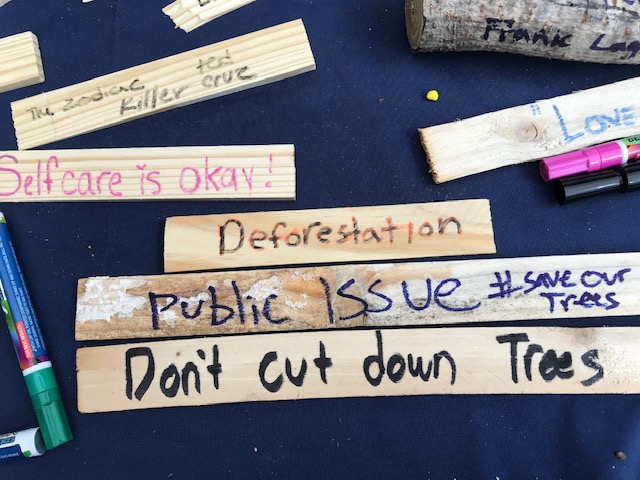 Frank
The Zodiac
Killer
ted
cruz
"LOVE
Selfcare is okay!
Deforestation
Public Issue
#save our
Trees
Don't cut down Trees